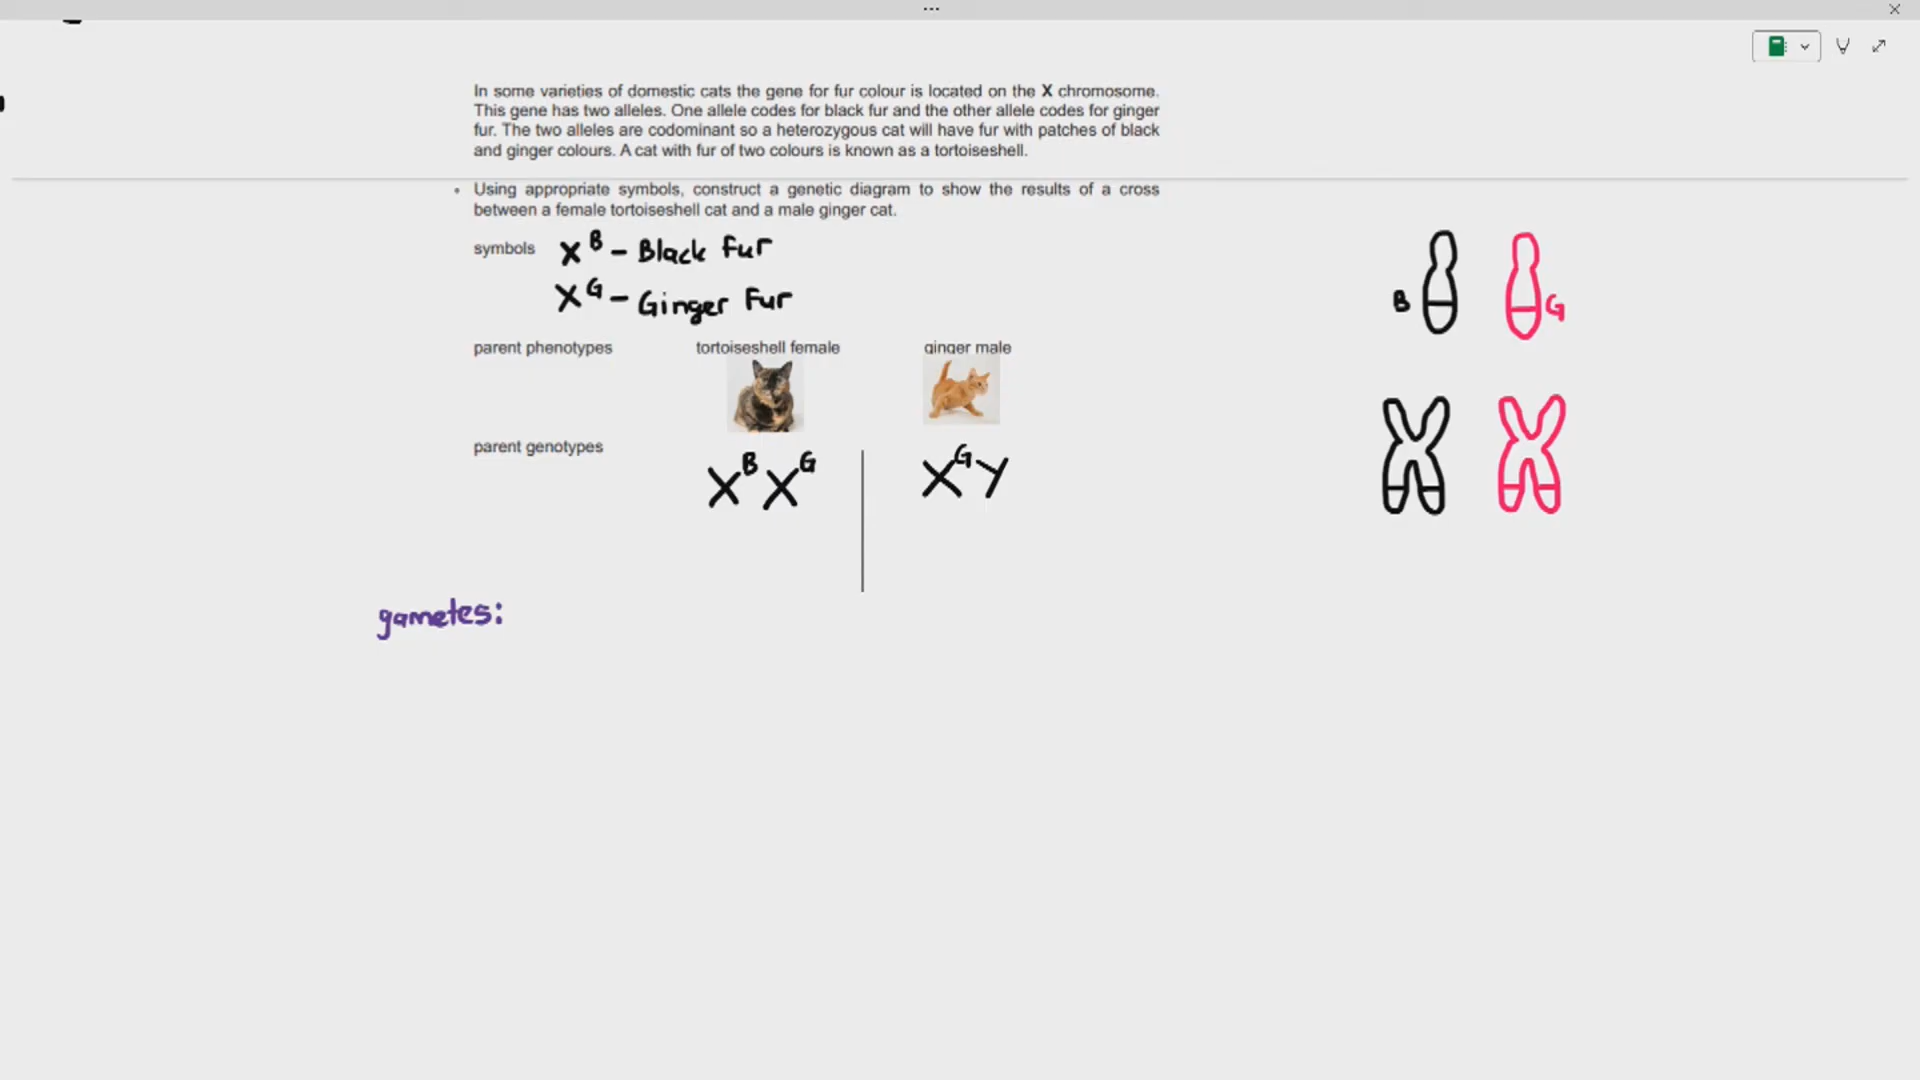 In some varieties of domestic cats the gene for fur colour is located on the X chromosome.
This gene has two alleles. One allele codes for black fur and the other allele codes for ginger
fur. The two alleles are codominant so a heterozygous cat will have fur with patches of black
and ginger colours. A cat with fur of two colours is known as a tortoiseshell.
• Using appropriate symbols, construct a genetic diagram to show the results of a cross
between a female tortoiseshell cat and a male ginger cat.
symbols X^B – Black Fur
X^G – Ginger Fur
B G
parent phenotypes tortoiseshell female ginger male
parent genotypes
X^B X^G X^G Y
gametes: